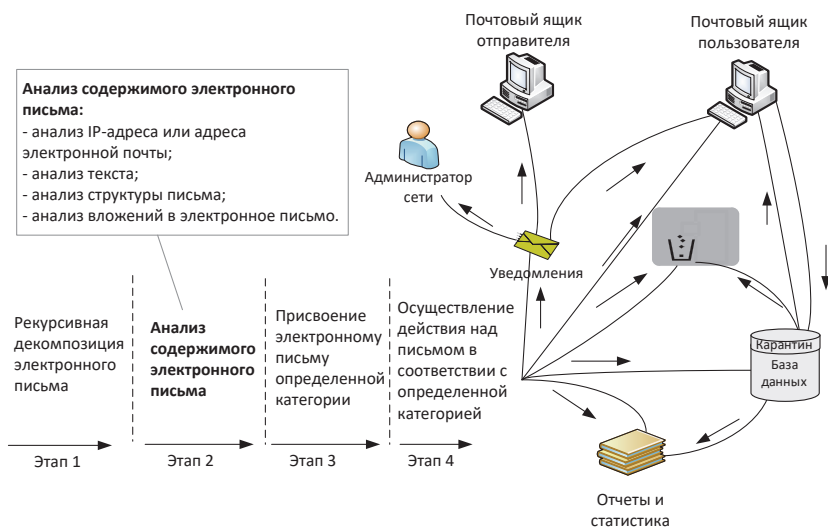 Почтовый ящик
отправителя
Почтовый ящик
пользователя
Анализ содержимого электронного
письма:
- анализ IP-адреса или адреса
электронной почты;
- анализ текста;
- анализ структуры письма;
- анализ вложений в электронное письмо.
Администратор
сети
Уведомления
Рекурсивная
декомпозиция
электронного
письма
Анализ
содержимого
электронного
письма
Присвоение
электронному
письму
определенной
категории
Осуществление
действия над
письмом в
соответствии с
определенной
категорией
Карантин
База
данных
Этап 1
Этап 2
Этап 3
Этап 4
Отчеты и
статистика